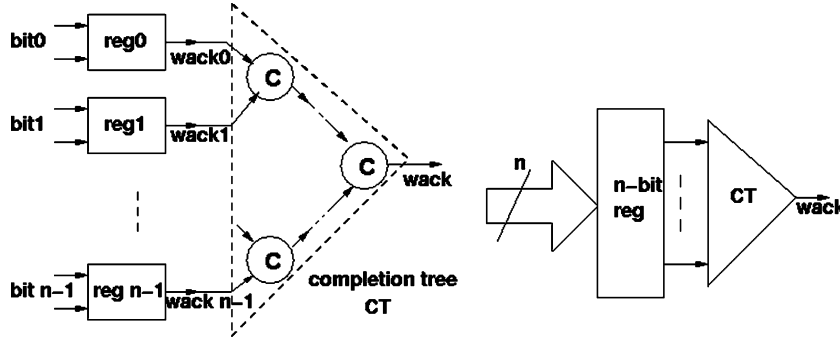 bit0
reg0
wack0
C
bit1
reg1
wack1
C
wack
C
bit n-1
reg n-1
wack n-1
completion tree
CT
n
n-bit
reg
CT
wack